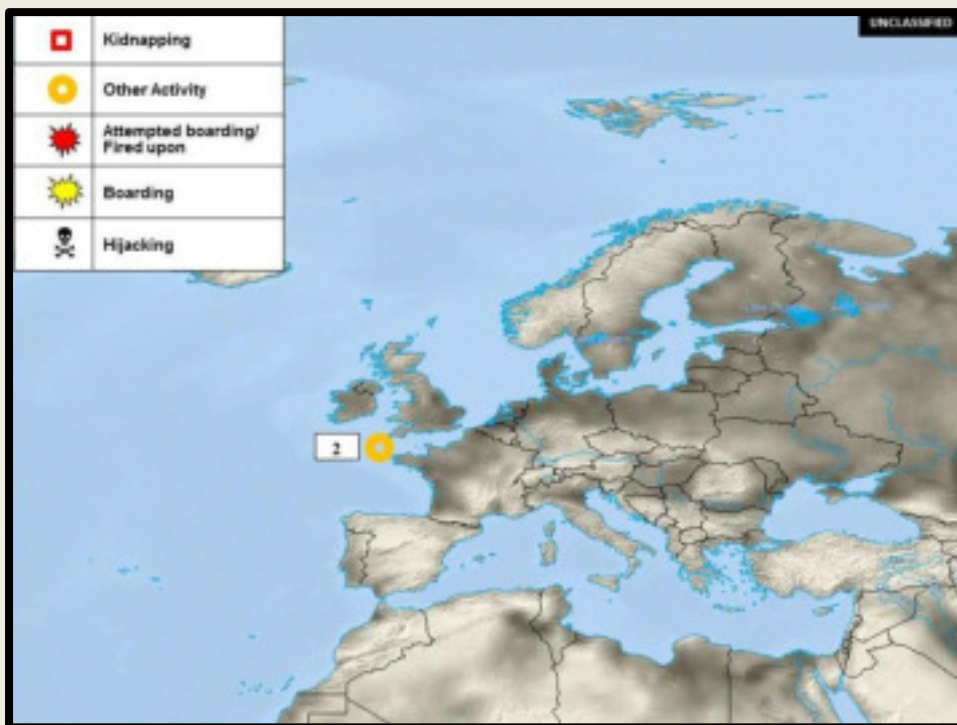 UNCLASSIFIED
Kidnapping
Other Activity
Attempted boarding/
Fired upon
Boarding
Hijacking
2